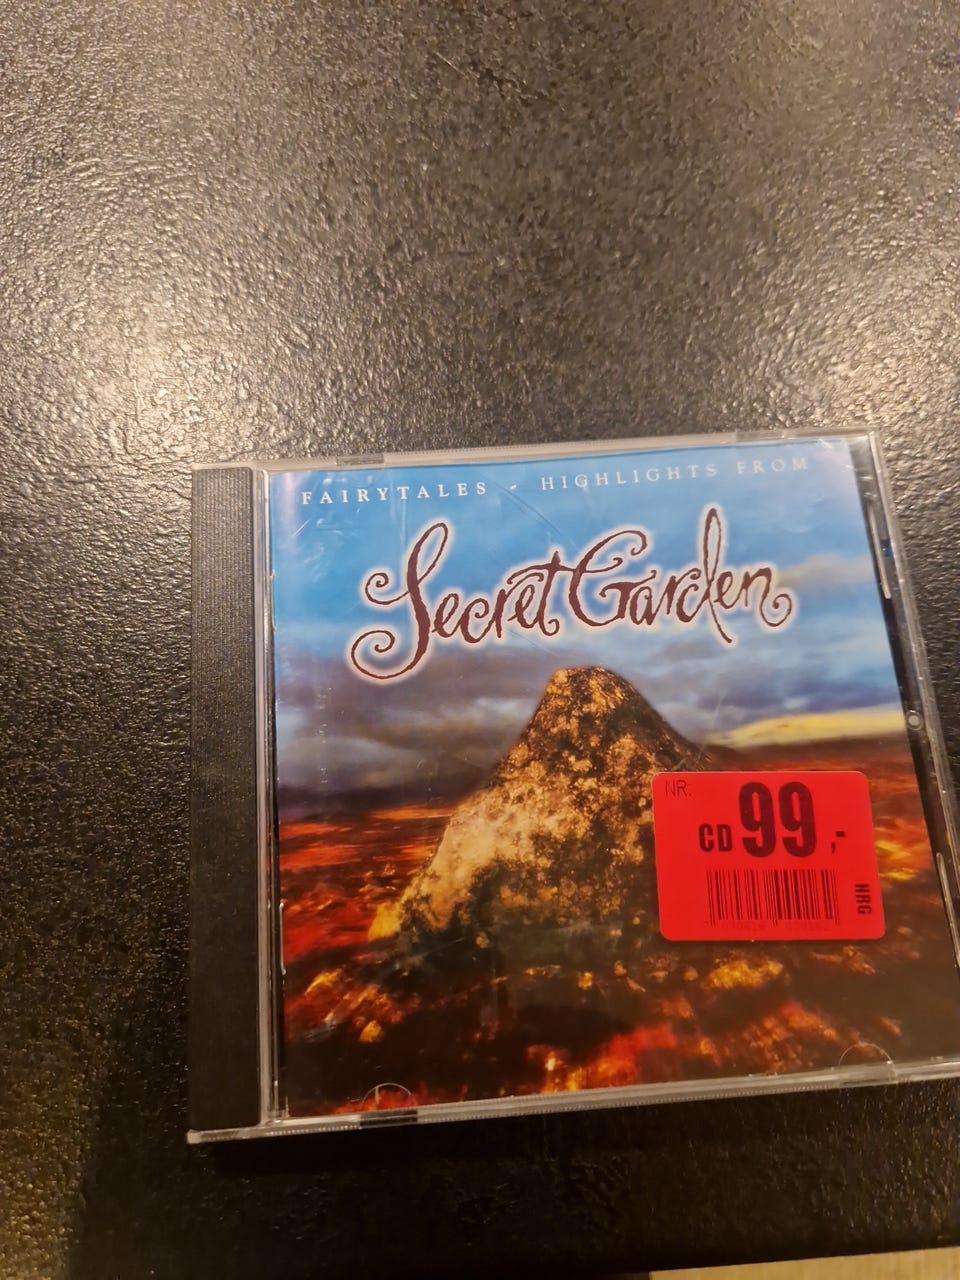 FAIRYTALES - HIGHLIGHTS FROM
Secret Garden
NR.
CD 99,-
NRG